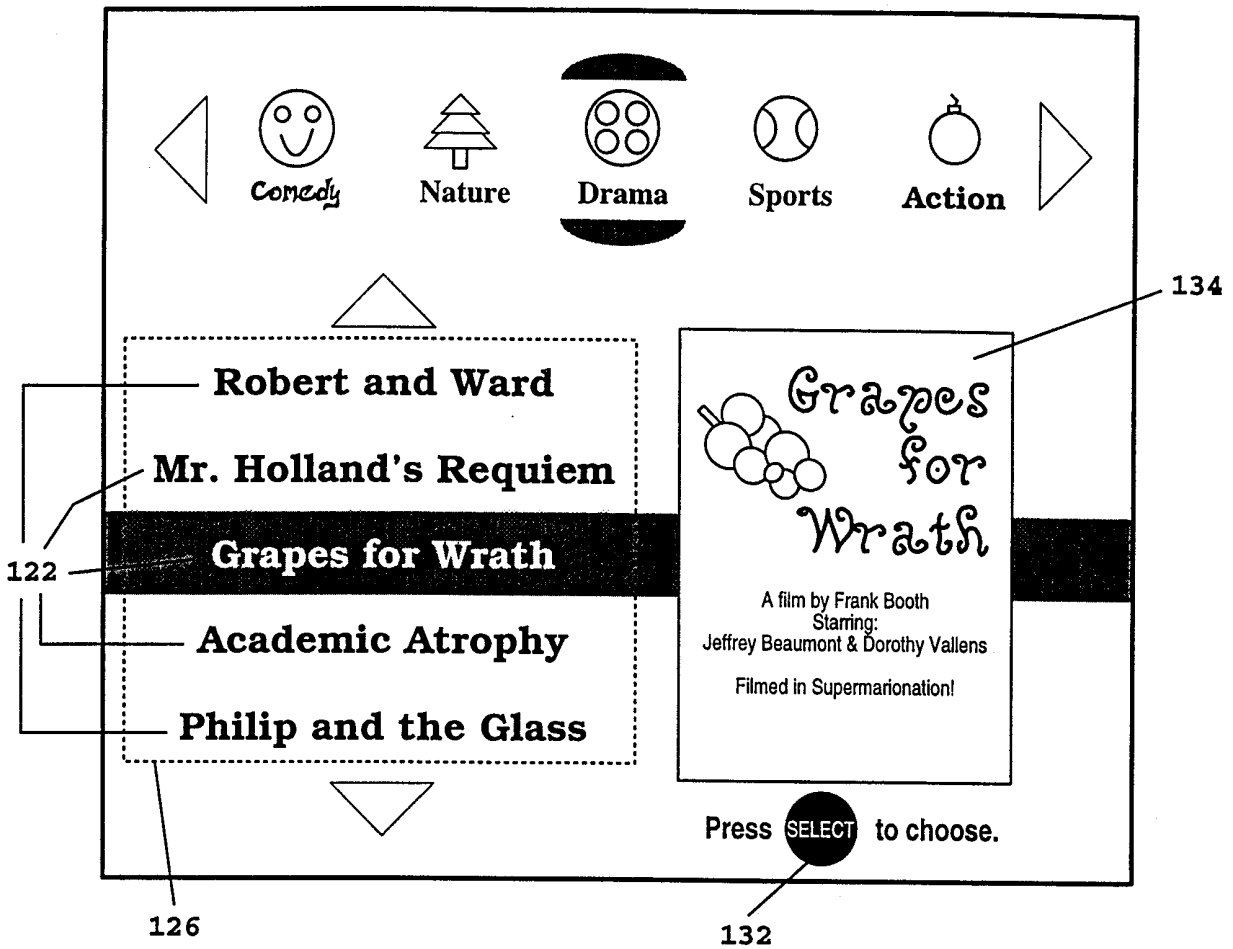 Comedy Nature Drama Sports Action
134
Robert and Ward
Mr. Holland's Requiem
Grapes for Wrath
Academic Atrophy
Philip and the Glass
122
126
Grapes
for
Wrath
A film by Frank Booth
Starring:
Jeffrey Beaumont & Dorothy Vallens
Filmed in Supermarionation!
Press SELECT to choose.
132